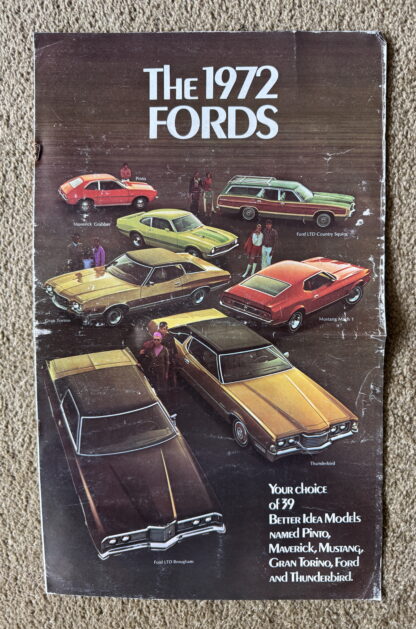 The 1972
Fords
Pinto
Maverick Grabber
Ford LTD Country Squire
Gran Torino
Mustang Mach 1
Thunderbird
Ford LTD Brougham
Your choice
of 39
Better Idea Models
named Pinto,
Maverick, Mustang,
Gran Torino, Ford
and Thunderbird.